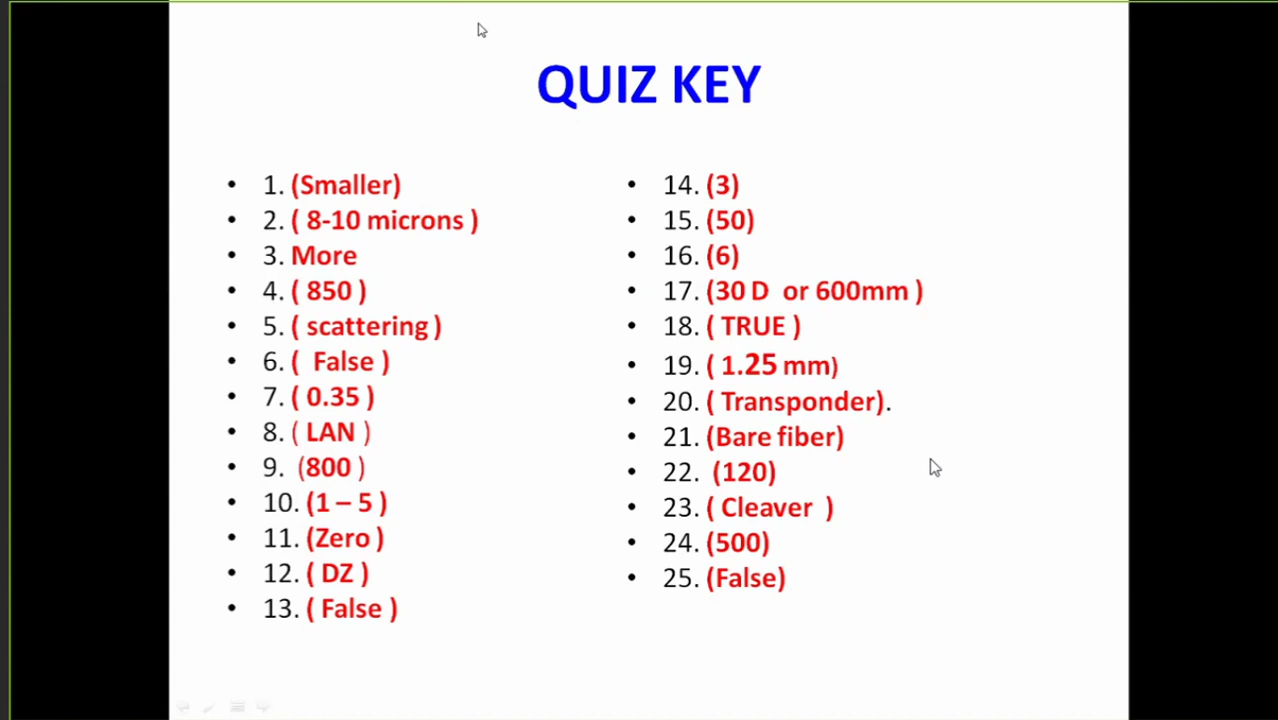 QUIZ KEY
• 1. (Smaller)
• 2. ( 8-10 microns )
• 3. More
• 4. ( 850 )
• 5. ( scattering )
• 6. (  False )
• 7. ( 0.35 )
• 8. ( LAN )
• 9.  (800 )
• 10. (1 – 5 )
• 11. (Zero )
• 12. ( DZ )
• 13. ( False )
• 14. (3)
• 15. (50)
• 16. (6)
• 17. (30 D  or 600mm )
• 18. ( TRUE )
• 19. ( 1.25 mm)
• 20. ( Transponder).
• 21. (Bare fiber)
• 22.  (120)
• 23. ( Cleaver  )
• 24. (500)
• 25. (False)